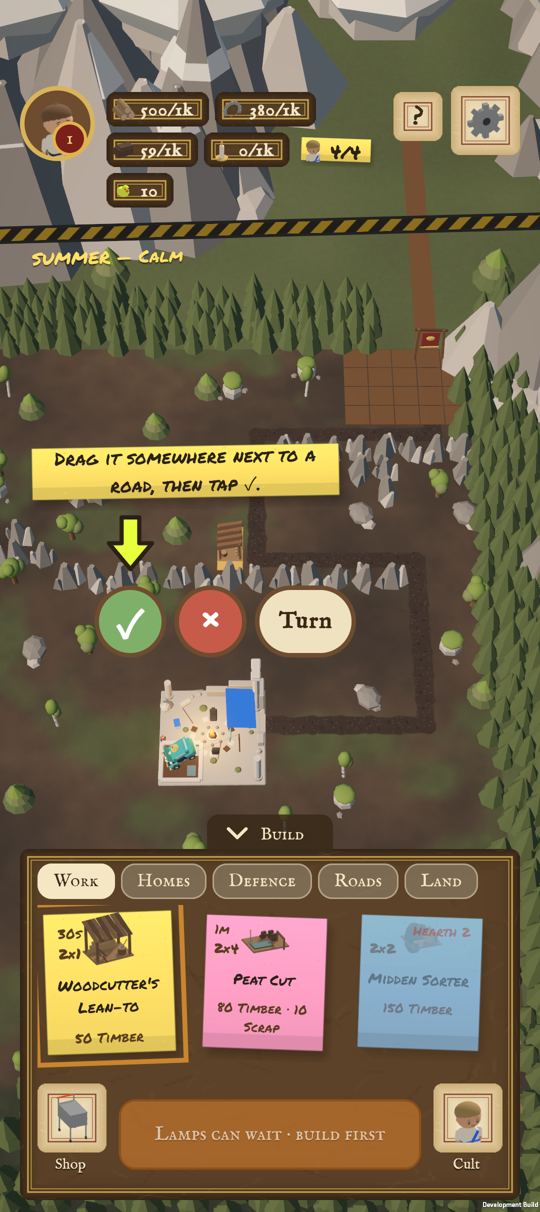 500/1k
380/1k
?
1
59/1k
0/1k
4/4
10
Summer – Calm
Drag it somewhere next to a
road, then tap ✓.
Turn
Build
Work
Homes
Defence
Roads
Land
30s
2x1
Woodcutter's
Lean-to
50 Timber
1m
2x4
Peat Cut
80 Timber · 10
Scrap
Hearth 2
2x2
Midden Sorter
150 Timber
Lamps can wait · build first
Shop
Cult
Development Build